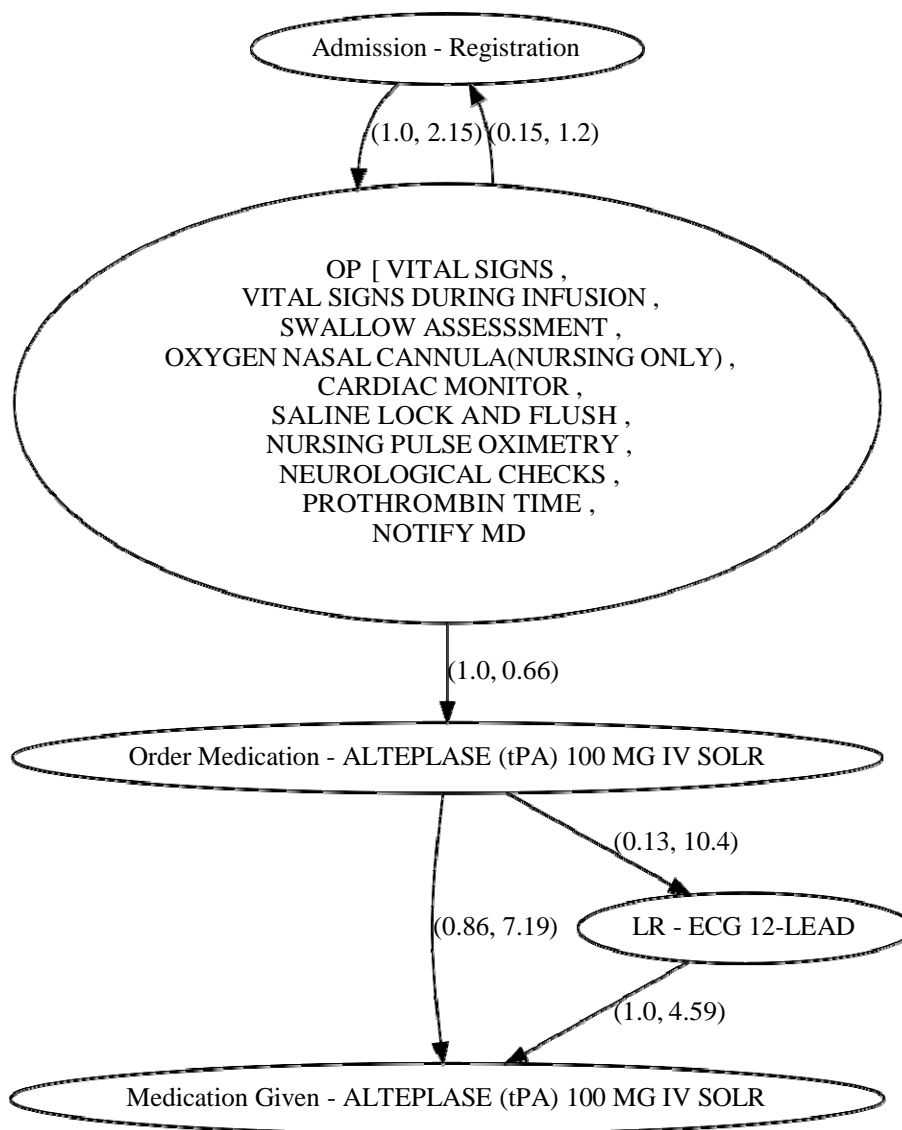 Admission - Registration
(1.0, 2.15)
(0.15, 1.2)
OP [ VITAL SIGNS ,
VITAL SIGNS DURING INFUSION ,
SWALLOW ASSESSSMENT ,
OXYGEN NASAL CANNULA(NURSING ONLY) ,
CARDIAC MONITOR ,
SALINE LOCK AND FLUSH ,
NURSING PULSE OXIMETRY ,
NEUROLOGICAL CHECKS ,
PROTHROMBIN TIME ,
NOTIFY MD
(1.0, 0.66)
Order Medication - ALTEPLASE (tPA) 100 MG IV SOLR
(0.13, 10.4)
(0.86, 7.19)
LR - ECG 12-LEAD
(1.0, 4.59)
Medication Given - ALTEPLASE (tPA) 100 MG IV SOLR